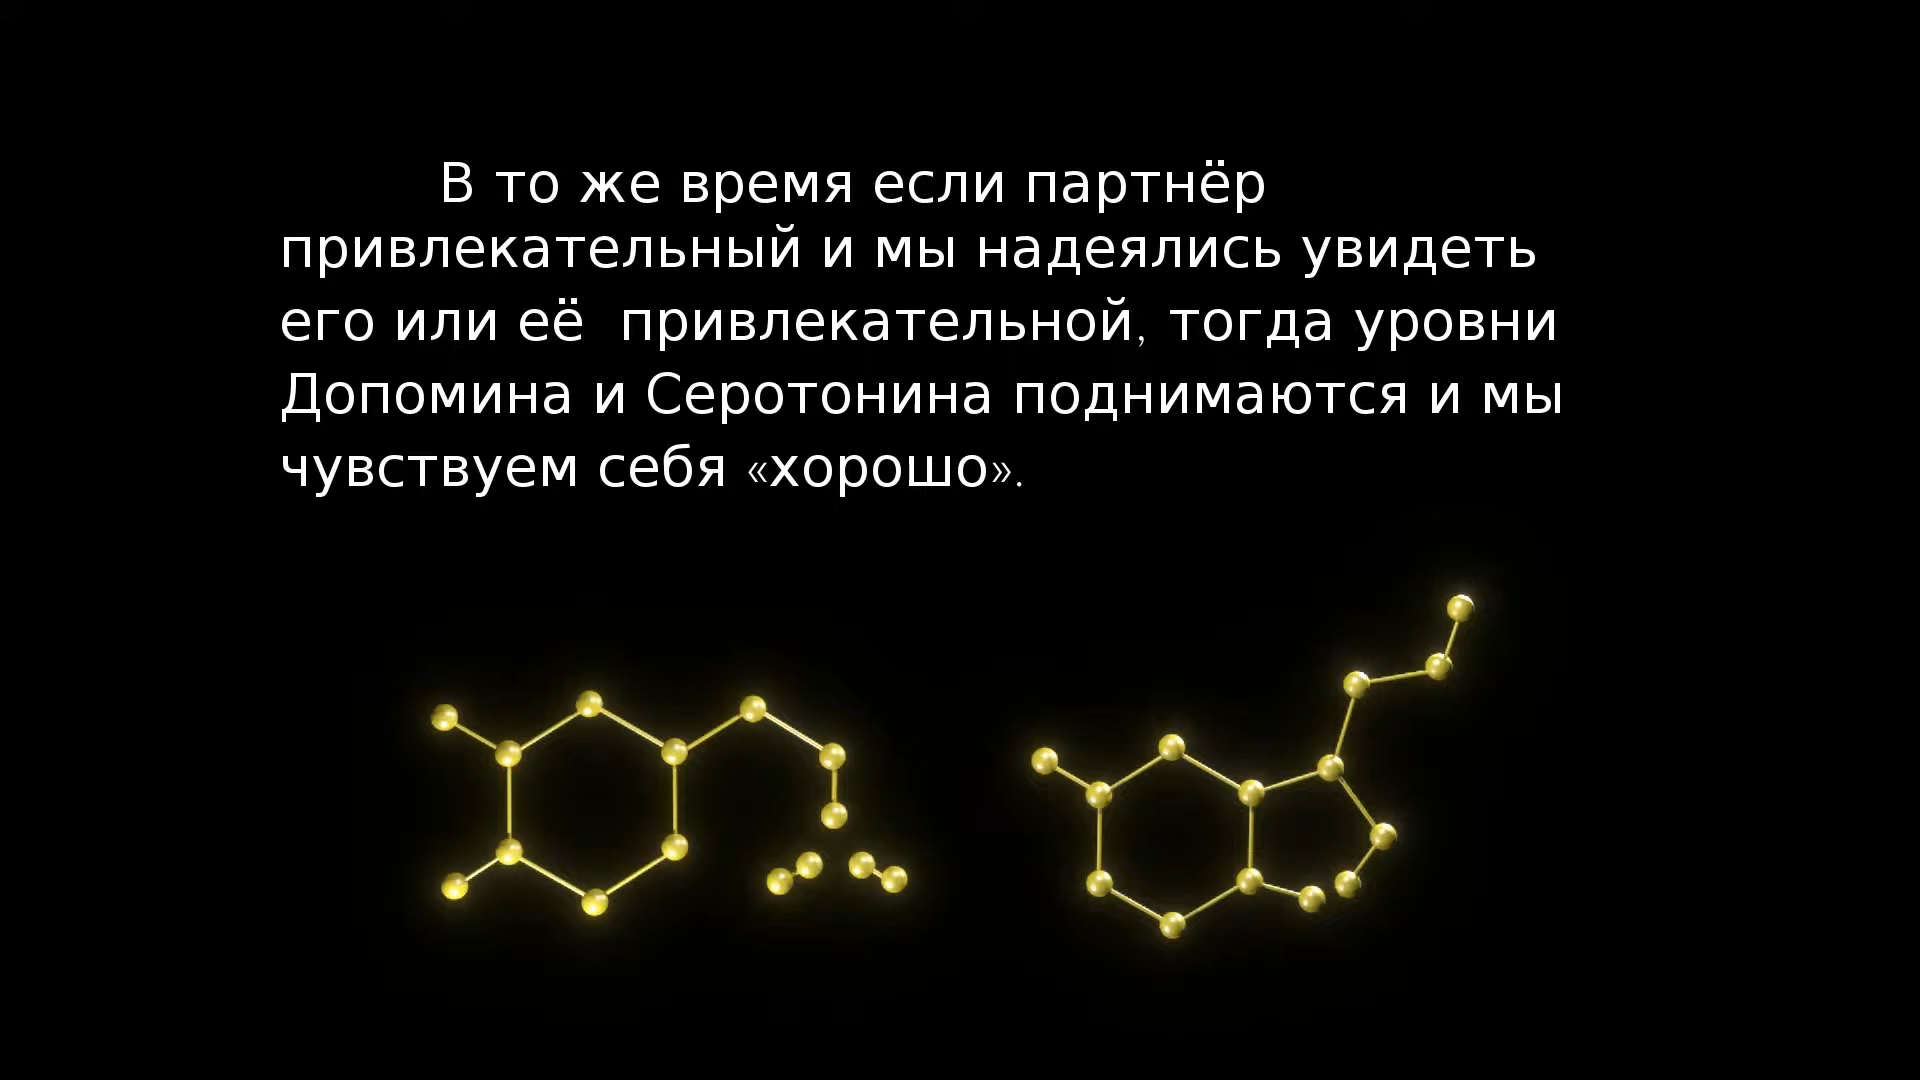 В то же время если партнёр
привлекательный и мы надеялись увидеть
его или её  привлекательной, тогда уровни
Допомина и Серотонина поднимаются и мы
чувствуем себя «хорошо».